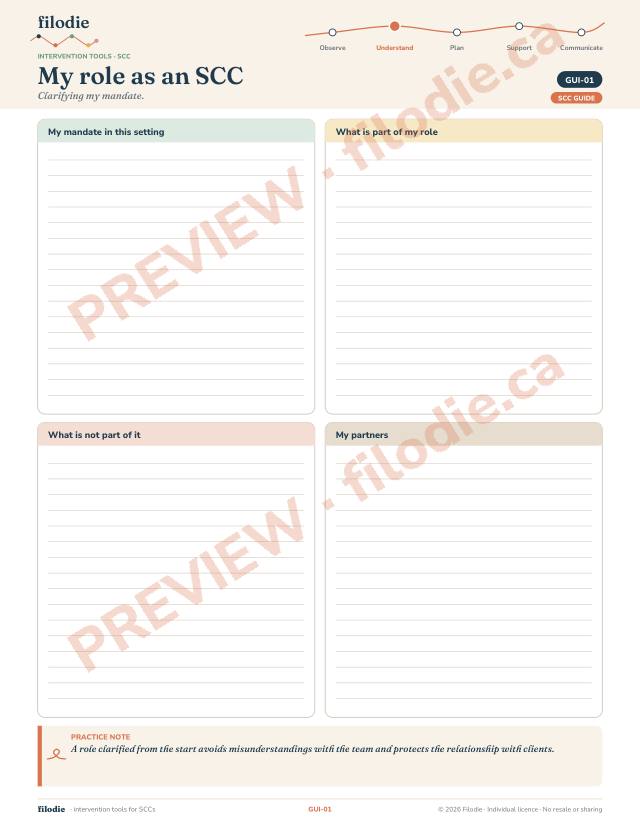 filodie
Observe Understand Plan Support Communicate
INTERVENTION TOOLS · SCC
My role as an SCC
Clarifying my mandate.
GUI-01
SCC GUIDE
My mandate in this setting
What is part of my role
PREVIEW · filodie.ca
What is not part of it
My partners
PREVIEW · filodie.ca
PRACTICE NOTE
A role clarified from the start avoids misunderstandings with the team and protects the relationship with clients.
filodie · intervention tools for SCCs
GUI-01
© 2026 Filodie · Individual licence · No resale or sharing